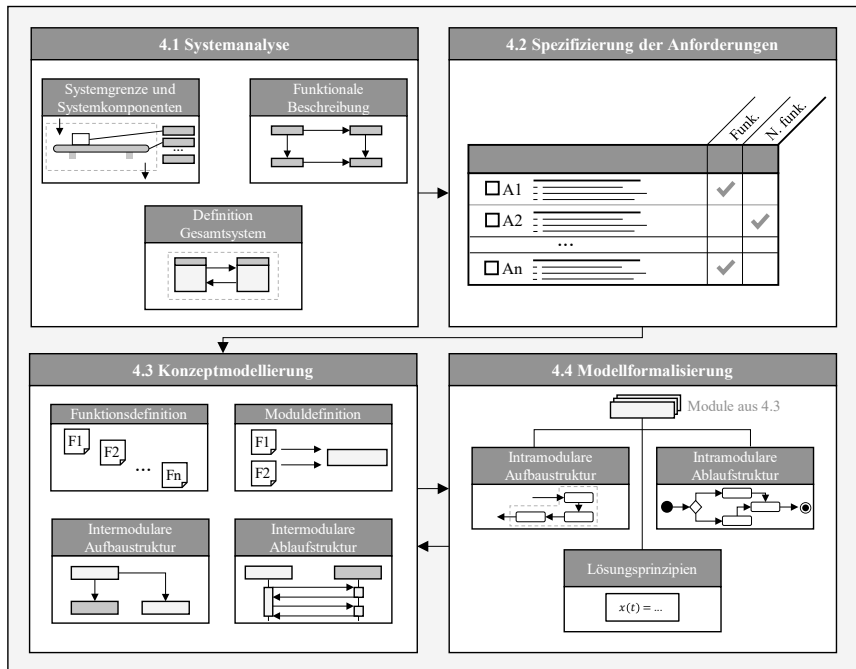 4.1 Systemanalyse
Systemgrenze und
Systemkomponenten
...
Funktionale
Beschreibung
Definition
Gesamtsystem
4.2 Spezifizierung der Anforderungen
Funk.
N. funk.
A1
A2
...
An
4.3 Konzeptmodellierung
Funktionsdefinition
F1
F2
...
Fn
Moduldefinition
F1
F2
Intermodulare
Aufbaustruktur
Intermodulare
Ablaufstruktur
4.4 Modellformalisierung
Module aus 4.3
Intramodulare
Aufbaustruktur
Intramodulare
Ablaufstruktur
Lösungsprinzipien
x(t) = ...